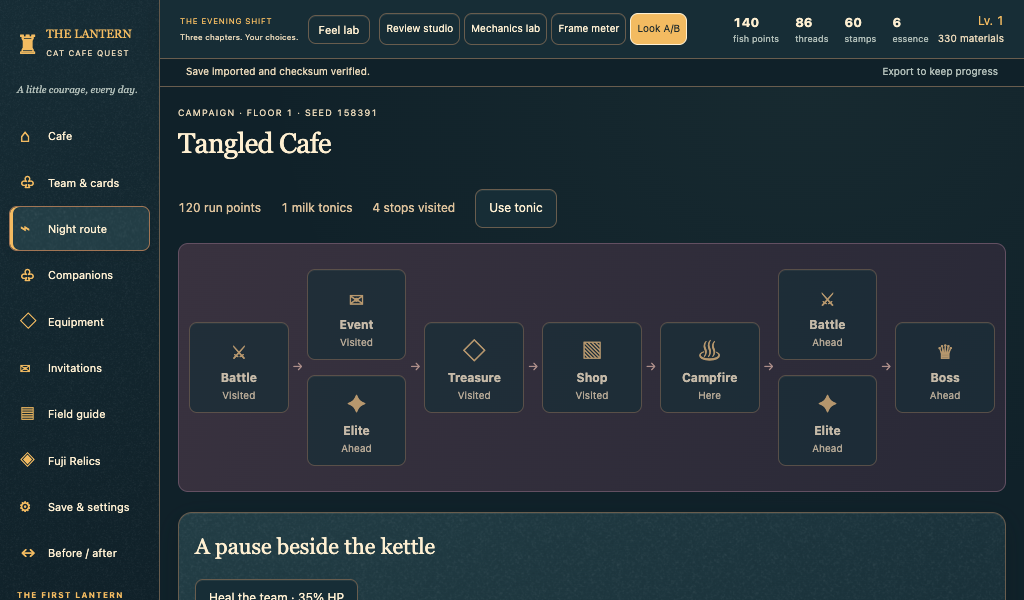 THE LANTERN
CAT CAFE QUEST
A little courage, every day.
Cafe
Team & cards
Night route
Companions
Equipment
Invitations
Field guide
Fuji Relics
Save & settings
Before / after
THE FIRST LANTERN
THE EVENING SHIFT
Three chapters. Your choices.
Feel lab
Review studio
Mechanics lab
Frame meter
Look A/B
140
fish points
86
threads
60
stamps
6
essence
Lv. 1
330 materials
Save imported and checksum verified.
Export to keep progress
CAMPAIGN · FLOOR 1 · SEED 158391
Tangled Cafe
120 run points
1 milk tonics
4 stops visited
Use tonic
Battle
Visited
→
Event
Visited
Elite
Ahead
→
Treasure
Visited
→
Shop
Visited
→
Campfire
Here
→
Battle
Ahead
Elite
Ahead
→
Boss
Ahead
A pause beside the kettle
Heal the team · 35% HP